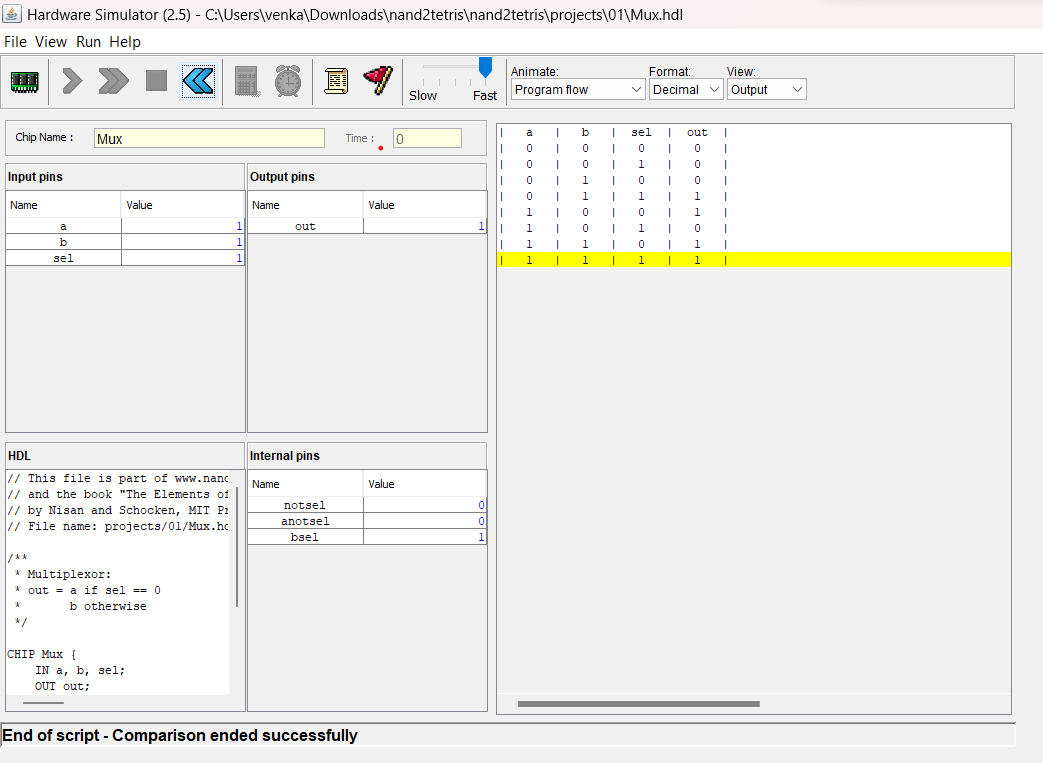 Hardware Simulator (2.5) - C:\Users\venka\Downloads\nand2tetris\nand2tetris\projects\01\Mux.hdl
File View Run Help
Slow Fast
Animate: Format: View:
Program flow Decimal Output
Chip Name : Mux Time : 0
Input pins
Name Value
a 1
b 1
sel 1
Output pins
Name Value
out 1
HDL
// This file is part of www.nand
// and the book "The Elements of
// by Nisan and Schocken, MIT Pr
// File name: projects/01/Mux.hd
/**
* Multiplexor:
* out = a if sel == 0
* b otherwise
*/
CHIP Mux {
IN a, b, sel;
OUT out;
Internal pins
Name Value
notsel 0
anotsel 0
bsel 1
| a | b | sel | out |
| 0 | 0 | 0 | 0 |
| 0 | 0 | 1 | 0 |
| 0 | 1 | 0 | 0 |
| 0 | 1 | 1 | 1 |
| 1 | 0 | 0 | 1 |
| 1 | 0 | 1 | 0 |
| 1 | 1 | 0 | 1 |
| 1 | 1 | 1 | 1 |
End of script - Comparison ended successfully